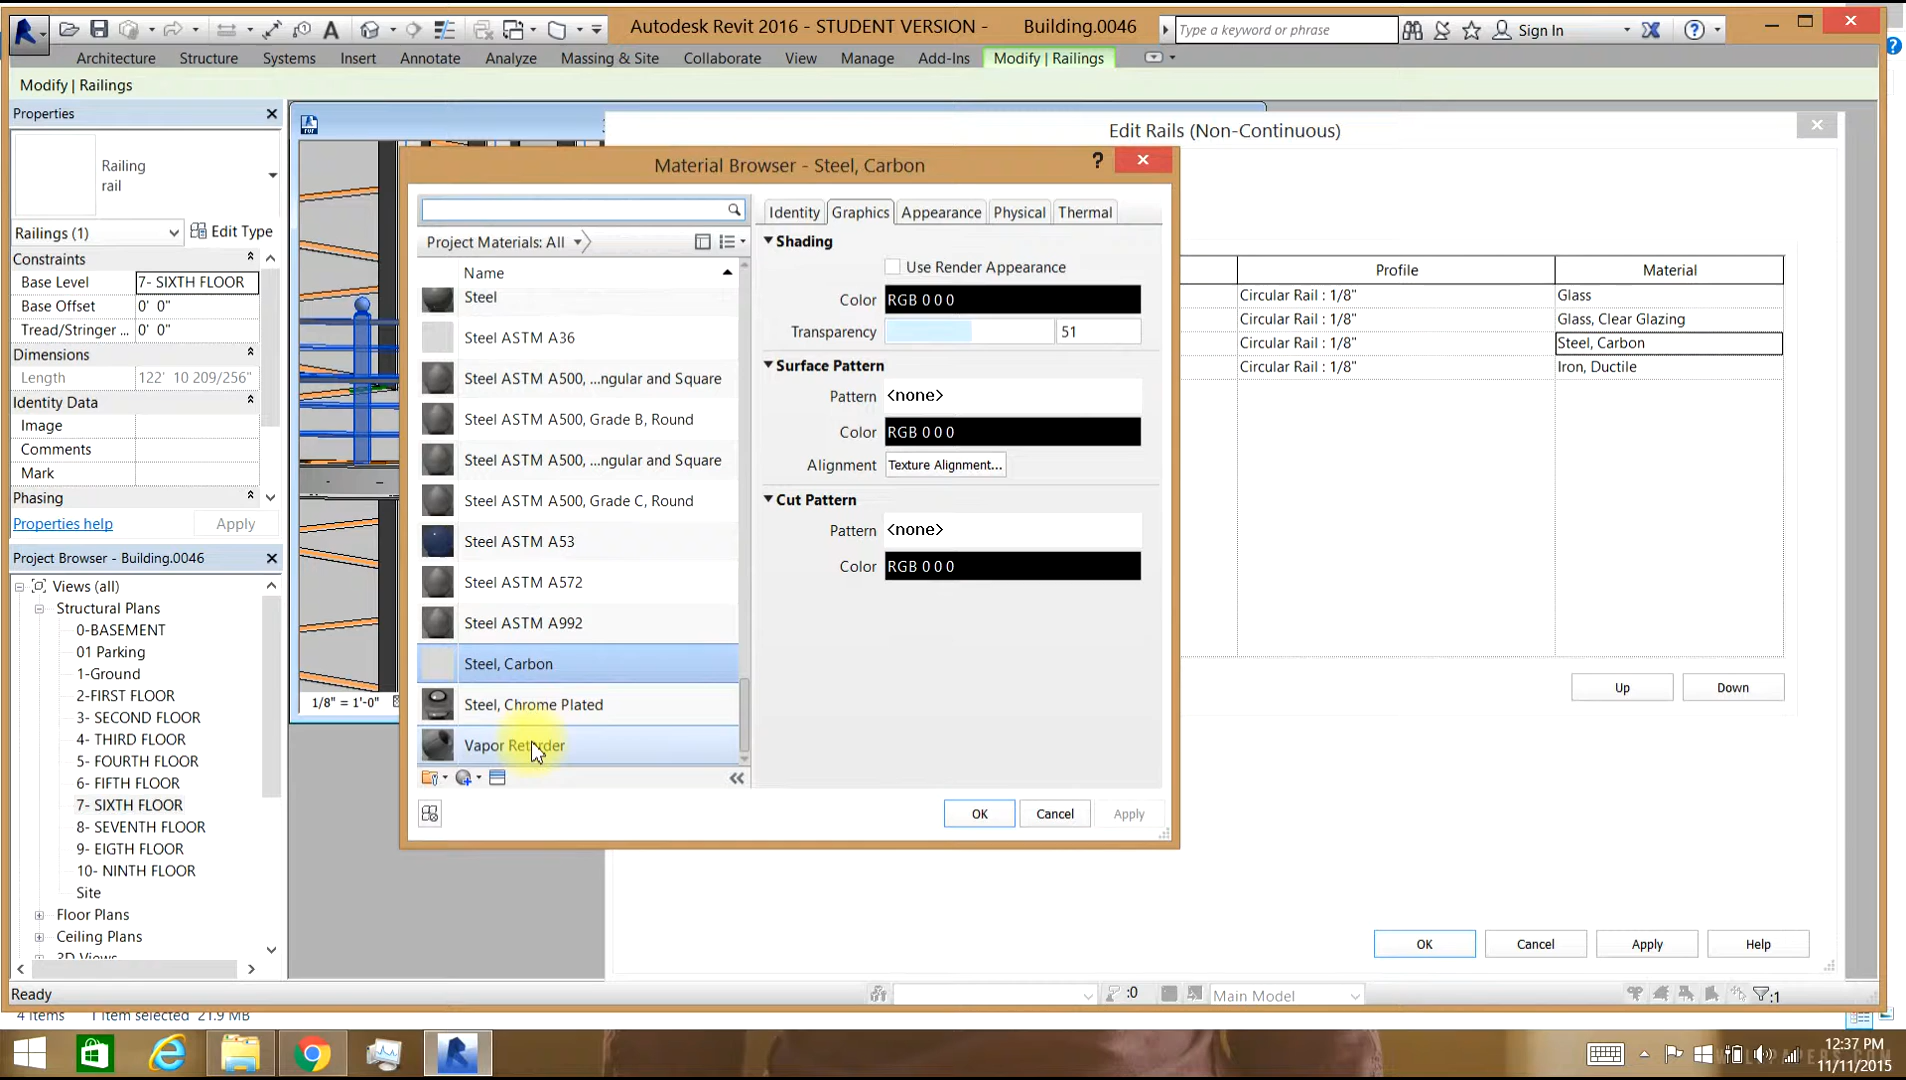 Autodesk Revit 2016 - STUDENT VERSION - Building.0046
Type a keyword or phrase
Sign In
Architecture Structure Systems Insert Annotate Analyze Massing & Site Collaborate View Manage Add-Ins Modify | Railings
Modify | Railings
Properties
Railing
rail
Railings (1)
Edit Type
Constraints
Base Level 7- SIXTH FLOOR
Base Offset 0' 0"
Tread/Stringer ... 0' 0"
Dimensions
Length 122' 10 209/256"
Identity Data
Image
Comments
Mark
Phasing
Properties help
Apply
Project Browser - Building.0046
Views (all)
Structural Plans
0-BASEMENT
01 Parking
1-Ground
2-FIRST FLOOR
3- SECOND FLOOR
4- THIRD FLOOR
5- FOURTH FLOOR
6- FIFTH FLOOR
7- SIXTH FLOOR
8- SEVENTH FLOOR
9- EIGTH FLOOR
10- NINTH FLOOR
Site
Floor Plans
Ceiling Plans
3D Views
1/8" = 1'-0"
Material Browser - Steel, Carbon
?
Project Materials: All
Name
Steel
Steel ASTM A36
Steel ASTM A500, ...ngular and Square
Steel ASTM A500, Grade B, Round
Steel ASTM A500, ...ngular and Square
Steel ASTM A500, Grade C, Round
Steel ASTM A53
Steel ASTM A572
Steel ASTM A992
Steel, Carbon
Steel, Chrome Plated
Vapor Retarder
Identity Graphics Appearance Physical Thermal
Shading
Use Render Appearance
Color RGB 0 0 0
Transparency 51
Surface Pattern
Pattern <none>
Color RGB 0 0 0
Alignment Texture Alignment...
Cut Pattern
Pattern <none>
Color RGB 0 0 0
OK Cancel Apply
Edit Rails (Non-Continuous)
Profile Material
Circular Rail : 1/8" Glass
Circular Rail : 1/8" Glass, Clear Glazing
Circular Rail : 1/8" Steel, Carbon
Circular Rail : 1/8" Iron, Ductile
Up Down
OK Cancel Apply Help
Ready
:0
Main Model
:1
4 items 1 item selected 21.9 MB
12:37 PM
11/11/2015